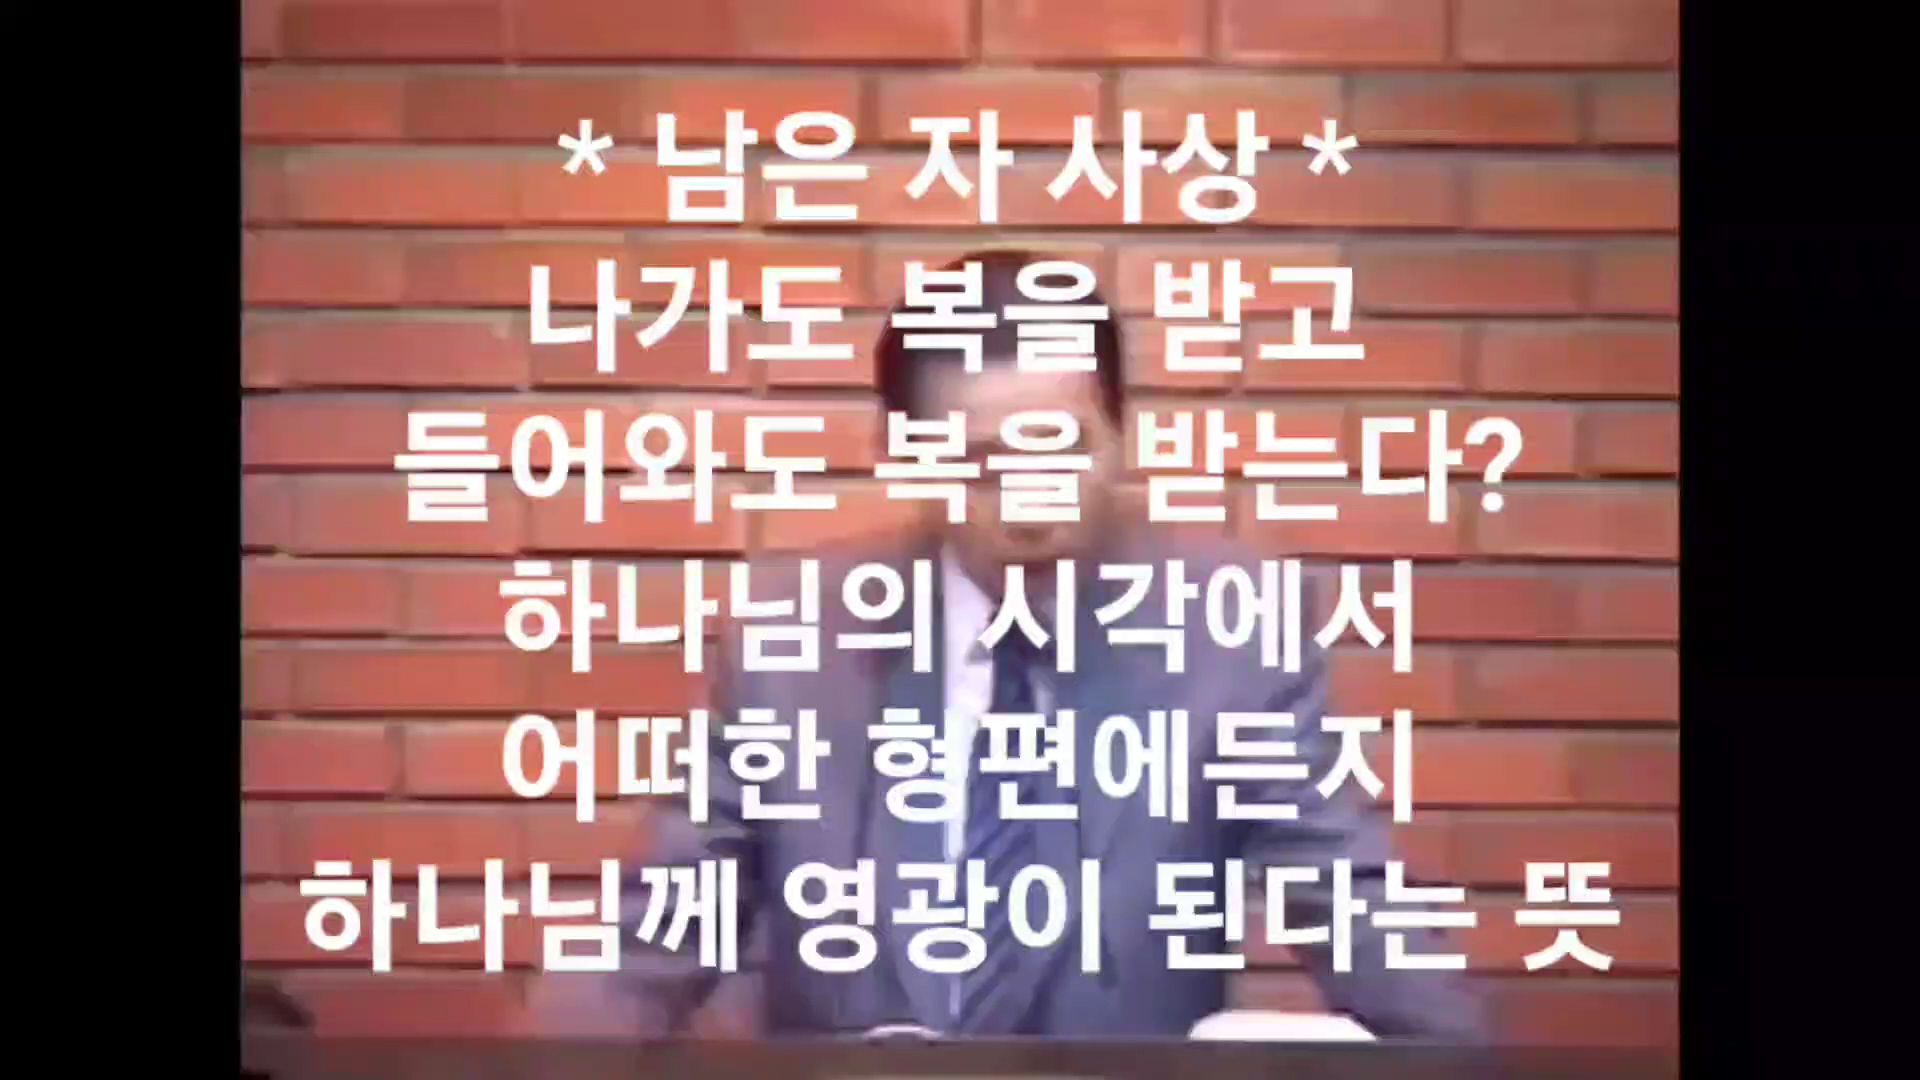 * 남은 자 사상 *
나가도 복을 받고
들어와도 복을 받는다?
하나님의 시각에서
어떠한 형편에든지
하나님께 영광이 된다는 뜻